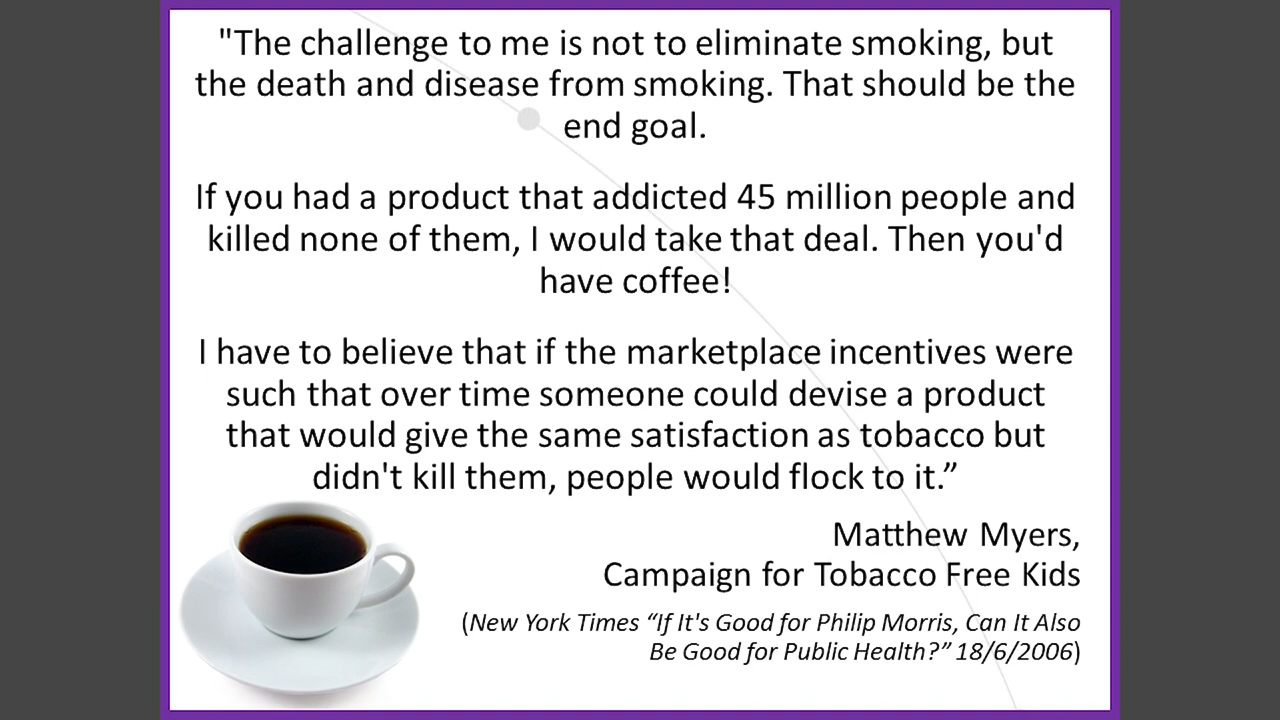 "The challenge to me is not to eliminate smoking, but
the death and disease from smoking. That should be the
end goal.
If you had a product that addicted 45 million people and
killed none of them, I would take that deal. Then you'd
have coffee!
I have to believe that if the marketplace incentives were
such that over time someone could devise a product
that would give the same satisfaction as tobacco but
didn't kill them, people would flock to it.”
Matthew Myers,
Campaign for Tobacco Free Kids
(New York Times “If It's Good for Philip Morris, Can It Also
Be Good for Public Health?” 18/6/2006)